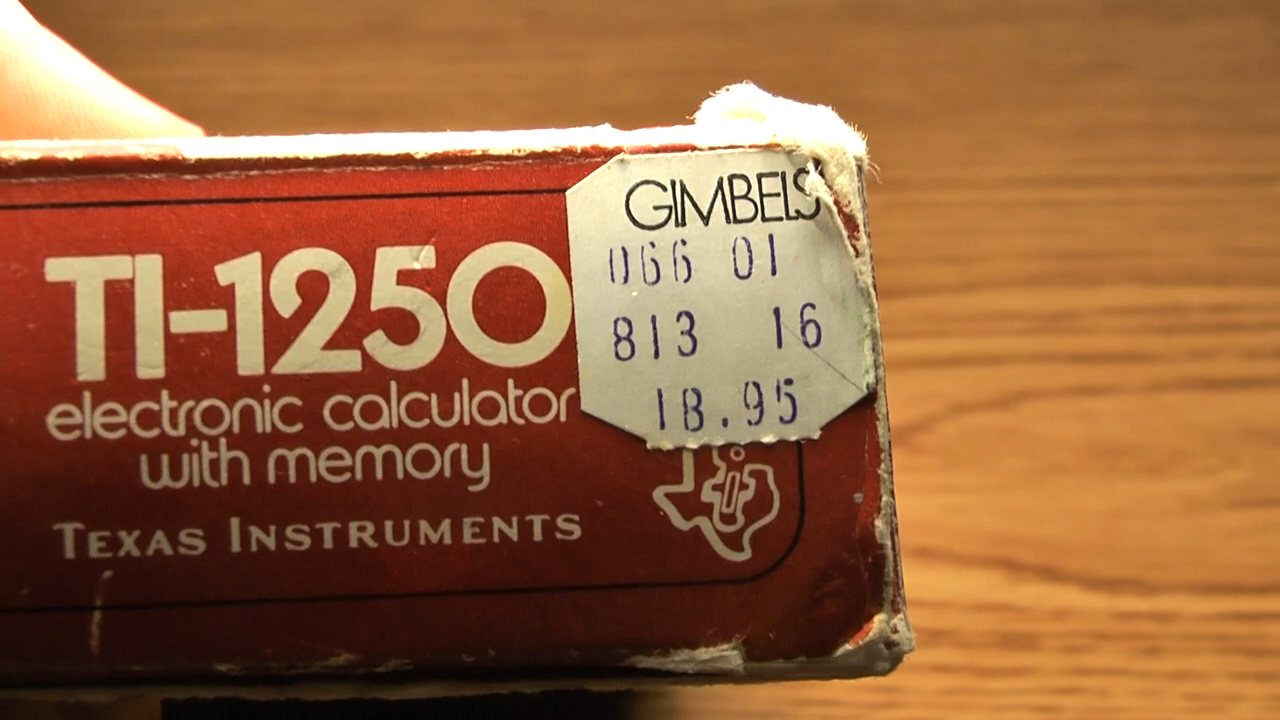 TI-1250
electronic calculator
with memory
TEXAS INSTRUMENTS
GIMBELS
066 01
813 16
18.95